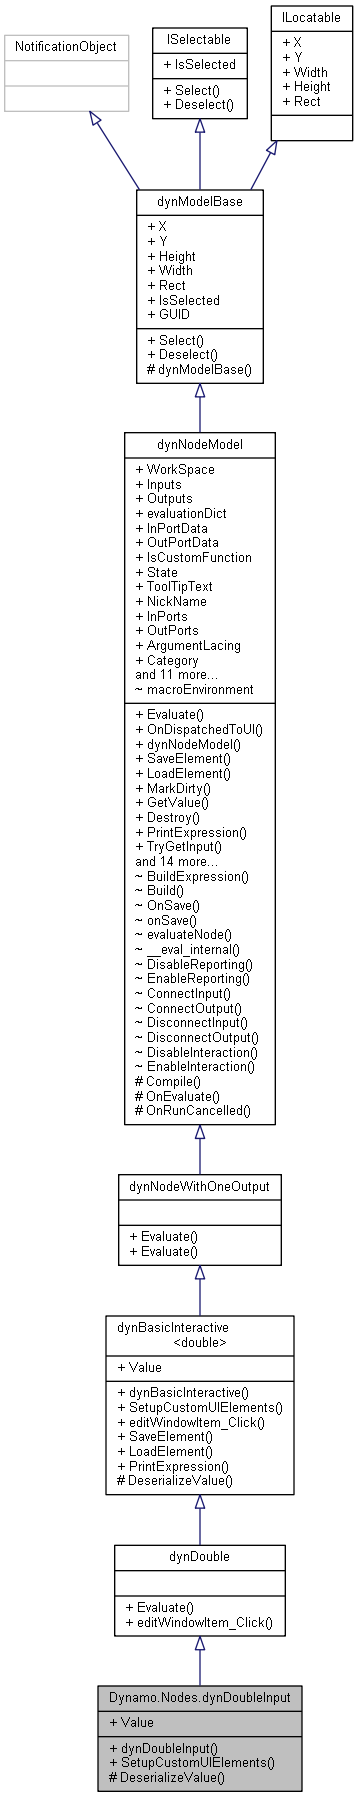 NotificationObject
ISelectable
+ IsSelected
+ Select()
+ Deselect()
ILocatable
+ X
+ Y
+ Width
+ Height
+ Rect
dynModelBase
+ X
+ Y
+ Height
+ Width
+ Rect
+ IsSelected
+ GUID
+ Select()
+ Deselect()
# dynModelBase()
dynNodeModel
+ WorkSpace
+ Inputs
+ Outputs
+ evaluationDict
+ InPortData
+ OutPortData
+ IsCustomFunction
+ State
+ ToolTipText
+ NickName
+ InPorts
+ OutPorts
+ ArgumentLacing
+ Category
and 11 more...
~ macroEnvironment
+ Evaluate()
+ OnDispatchedToUI()
+ dynNodeModel()
+ SaveElement()
+ LoadElement()
+ MarkDirty()
+ GetValue()
+ Destroy()
+ PrintExpression()
+ TryGetInput()
and 14 more...
~ BuildExpression()
~ Build()
~ OnSave()
~ onSave()
~ evaluateNode()
~ __eval_internal()
~ DisableReporting()
~ EnableReporting()
~ ConnectInput()
~ ConnectOutput()
~ DisconnectInput()
~ DisconnectOutput()
~ DisableInteraction()
~ EnableInteraction()
# Compile()
# OnEvaluate()
# OnRunCancelled()
dynNodeWithOneOutput
+ Evaluate()
+ Evaluate()
dynBasicInteractive
<double>
+ Value
+ dynBasicInteractive()
+ SetupCustomUIElements()
+ editWindowItem_Click()
+ SaveElement()
+ LoadElement()
+ PrintExpression()
# DeserializeValue()
dynDouble
+ Evaluate()
+ editWindowItem_Click()
Dynamo.Nodes.dynDoubleInput
+ Value
+ dynDoubleInput()
+ SetupCustomUIElements()
# DeserializeValue()